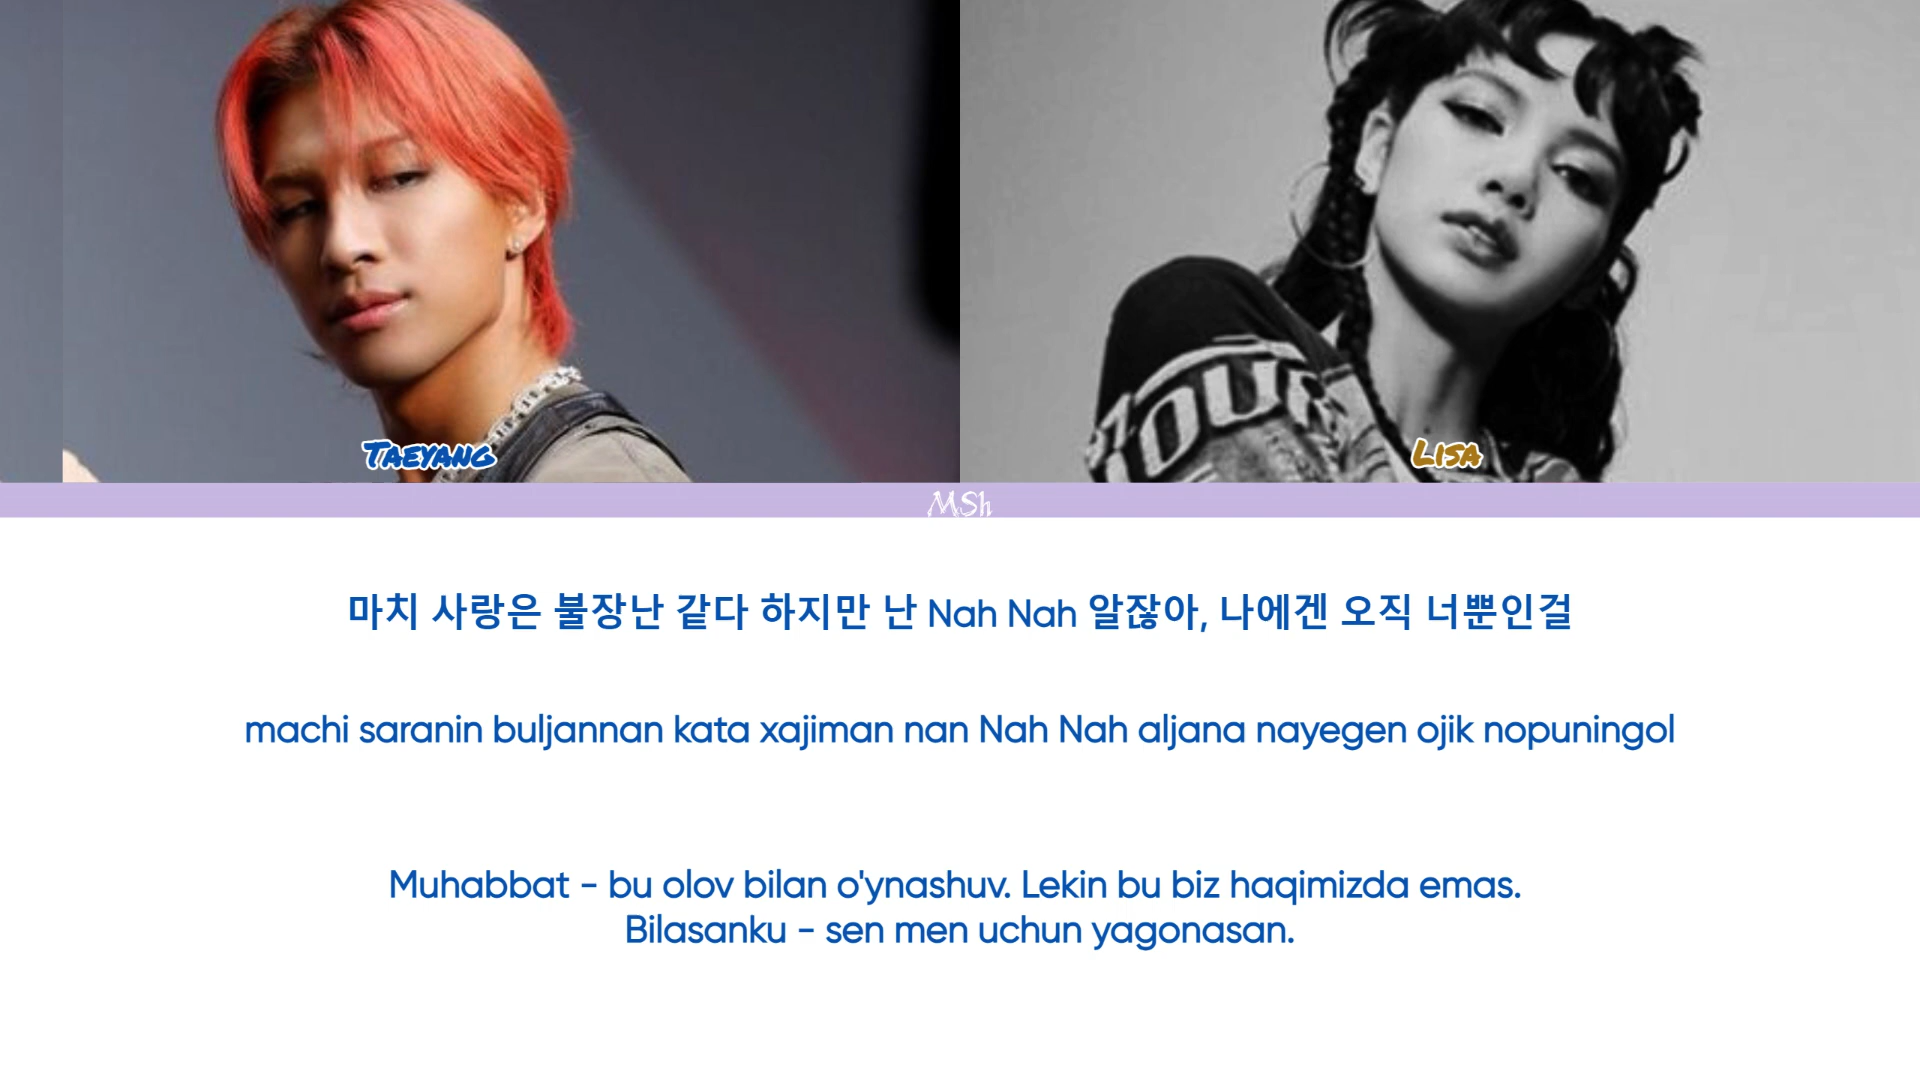 Taeyang
Lisa
MSh
마치 사랑은 불장난 같다 하지만 난 Nah Nah 알잖아, 나에겐 오직 너뿐인걸
machi saranin buljannan kata xajiman nan Nah Nah aljana nayegen ojik nopuningol
Muhabbat - bu olov bilan o'ynashuv. Lekin bu biz haqimizda emas.
Bilasanku - sen men uchun yagonasan.